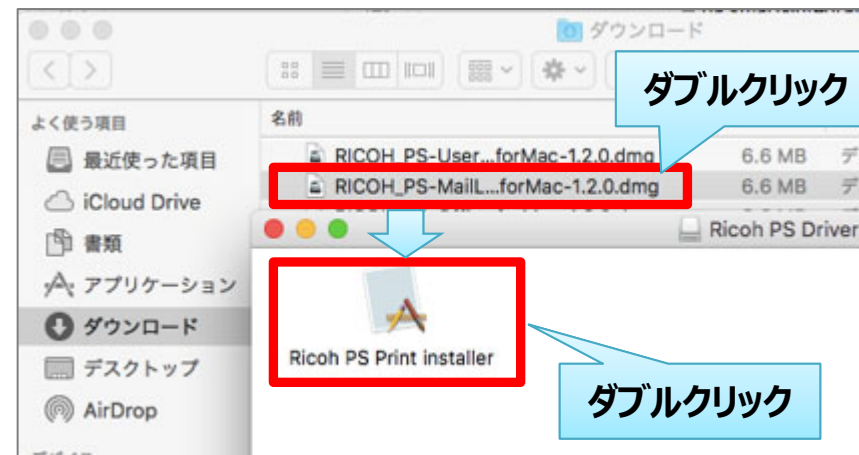 ダウンロード
ダブルクリック
よく使う項目
名前
最近使った項目
RICOH_PS-User...forMac-1.2.0.dmg 6.6 MB デ
iCloud Drive
RICOH_PS-MailL...forMac-1.2.0.dmg 6.6 MB デ
書類
Ricoh PS Driver
アプリケーション
ダウンロード
デスクトップ
Ricoh PS Print installer
AirDrop
ダブルクリック